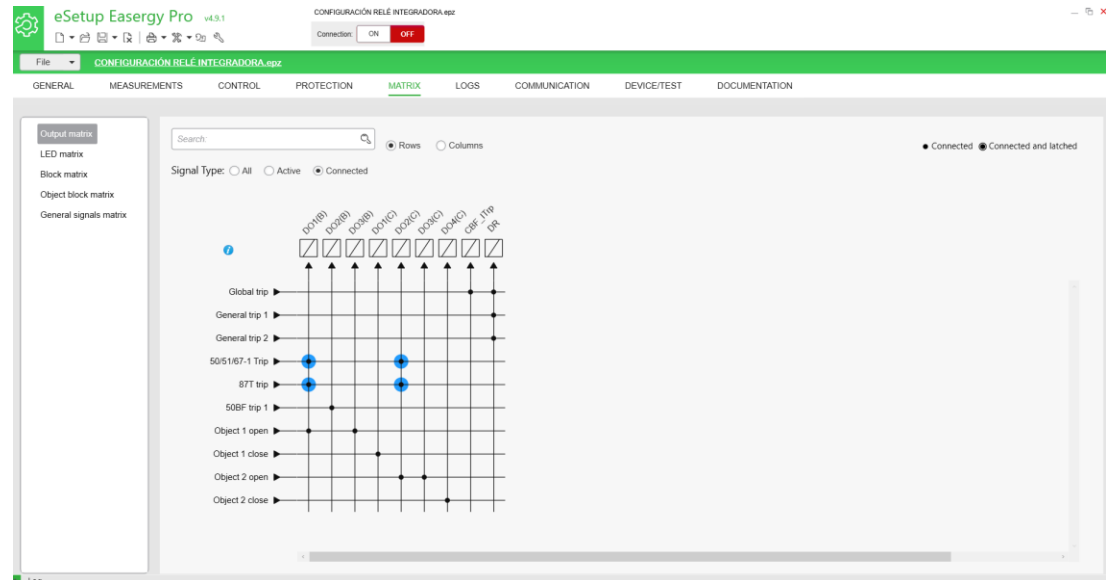 eSetup Easergy Pro v4.9.1
CONFIGURACIÓN RELÉ INTEGRADORA.epz
Connection: ON OFF
File CONFIGURACIÓN RELÉ INTEGRADORA.epz
GENERAL MEASUREMENTS CONTROL PROTECTION MATRIX LOGS COMMUNICATION DEVICE/TEST DOCUMENTATION
Output matrix
LED matrix
Block matrix
Object block matrix
General signals matrix
Search: Rows Columns
Connected Connected and latched
Signal Type: All Active Connected
DO1(B) DO2(B) DO3(B) DO1(C) DO2(C) DO3(C) DO4(C) CBF_ITrp DR
Global trip
General trip 1
General trip 2
50/51/67-1 Trip
87T trip
50BF trip 1
Object 1 open
Object 1 close
Object 2 open
Object 2 close